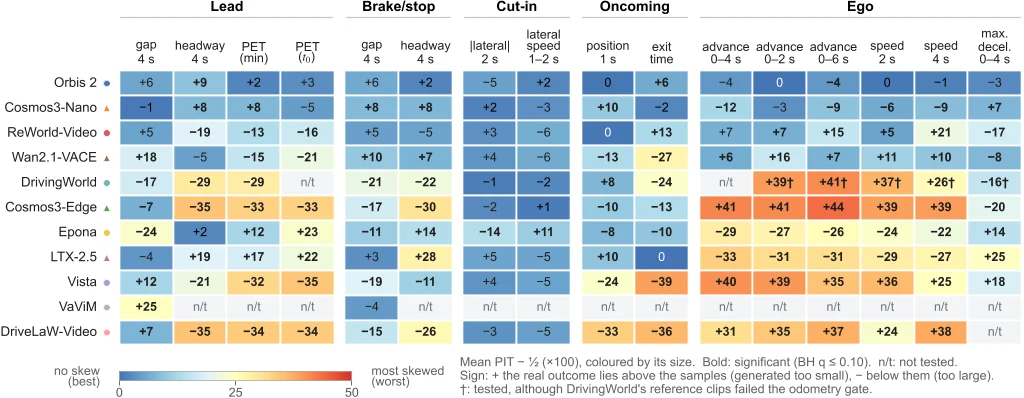 Lead Brake/stop Cut-in Oncoming Ego
gap 4 s headway 4 s PET (min) PET (t₀) gap 4 s headway 4 s |lateral| 2 s lateral speed 1–2 s position 1 s exit time advance 0–4 s advance 0–2 s advance 0–6 s speed 2 s speed 4 s max. decel. 0–4 s
Orbis 2 +6 +9 +2 +3 +6 +2 −5 +2 0 +6 −4 0 −4 0 −1 −3
Cosmos3-Nano −1 +8 +8 −5 +8 +8 +2 −3 +10 −2 −12 −3 −9 −6 −9 +7
ReWorld-Video +5 −19 −13 −16 +5 −5 +3 −6 0 +13 +7 +7 +15 +5 +21 −17
Wan2.1-VACE +18 −5 −15 −21 +10 +7 +4 −6 −13 −27 +6 +16 +7 +11 +10 −8
DrivingWorld −17 −29 −29 n/t −21 −22 −1 −2 +8 −24 n/t +39† +41† +37† +26† −16†
Cosmos3-Edge −7 −35 −33 −33 −17 −30 −2 +1 −10 −13 +41 +41 +44 +39 +39 −20
Epona −24 +2 +12 +23 −11 +14 −14 +11 −8 −10 −29 −27 −26 −24 −22 +14
LTX-2.5 −4 +19 +17 +22 +3 +28 +5 −5 +10 0 −33 −31 −31 −29 −27 +25
Vista +12 −21 −32 −35 −19 −11 +4 −5 −24 −39 +40 +39 +35 +36 +25 +18
VaViM +25 n/t n/t n/t −4 n/t n/t n/t n/t n/t n/t n/t n/t n/t n/t n/t
DriveLaW-Video +7 −35 −34 −34 −15 −26 −3 −5 −33 −36 +31 +35 +37 +24 +38 n/t
no skew (best) 0 25 50 most skewed (worst)
Mean PIT − ½ (×100), coloured by its size. Bold: significant (BH q ≤ 0.10). n/t: not tested.
Sign: + the real outcome lies above the samples (generated too small), − below them (too large).
†: tested, although DrivingWorld's reference clips failed the odometry gate.